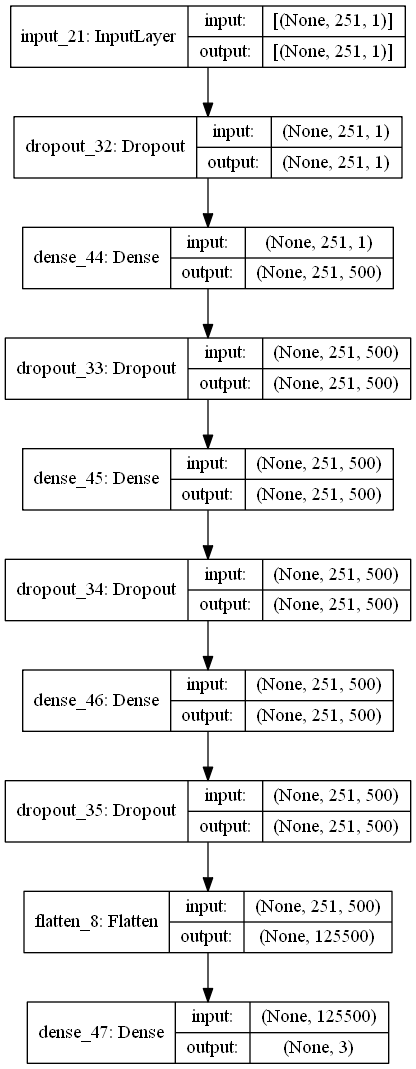 input_21: InputLayer
input:
[(None, 251, 1)]
output:
[(None, 251, 1)]
dropout_32: Dropout
input:
(None, 251, 1)
output:
(None, 251, 1)
dense_44: Dense
input:
(None, 251, 1)
output:
(None, 251, 500)
dropout_33: Dropout
input:
(None, 251, 500)
output:
(None, 251, 500)
dense_45: Dense
input:
(None, 251, 500)
output:
(None, 251, 500)
dropout_34: Dropout
input:
(None, 251, 500)
output:
(None, 251, 500)
dense_46: Dense
input:
(None, 251, 500)
output:
(None, 251, 500)
dropout_35: Dropout
input:
(None, 251, 500)
output:
(None, 251, 500)
flatten_8: Flatten
input:
(None, 251, 500)
output:
(None, 125500)
dense_47: Dense
input:
(None, 125500)
output:
(None, 3)